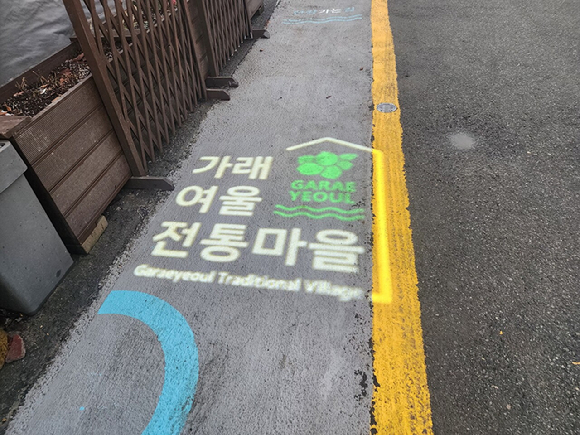 가래
여울
GARAE
YEOUL
전통마을
Garaeyeoul Traditional Village